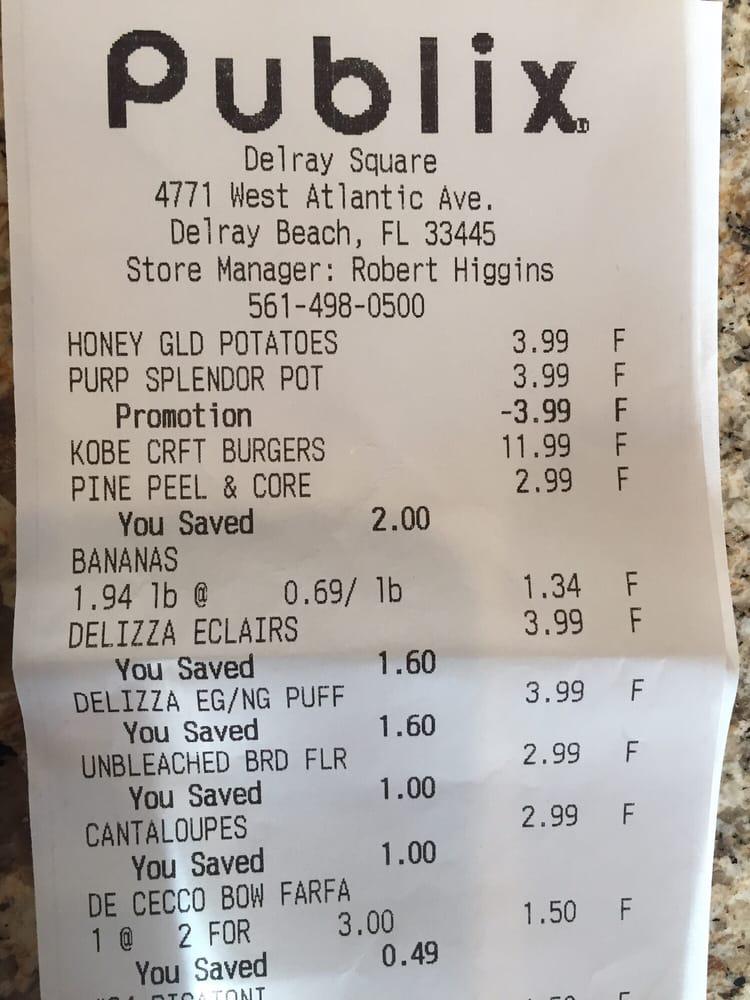 Publix
Delray Square
4771 West Atlantic Ave.
Delray Beach, FL 33445
Store Manager: Robert Higgins
561-498-0500
HONEY GLD POTATOES 3.99 F
PURP SPLENDOR POT 3.99 F
Promotion -3.99 F
KOBE CRFT BURGERS 11.99 F
PINE PEEL & CORE 2.99 F
You Saved 2.00
BANANAS
1.94 lb @ 0.69/ lb 1.34 F
DELIZZA ECLAIRS 3.99 F
You Saved 1.60
DELIZZA EG/NG PUFF 3.99 F
You Saved 1.60
UNBLEACHED BRD FLR 2.99 F
You Saved 1.00
CANTALOUPES 2.99 F
You Saved 1.00
DE CECCO BOW FARFA
1 @ 2 FOR 3.00 1.50 F
You Saved 0.49